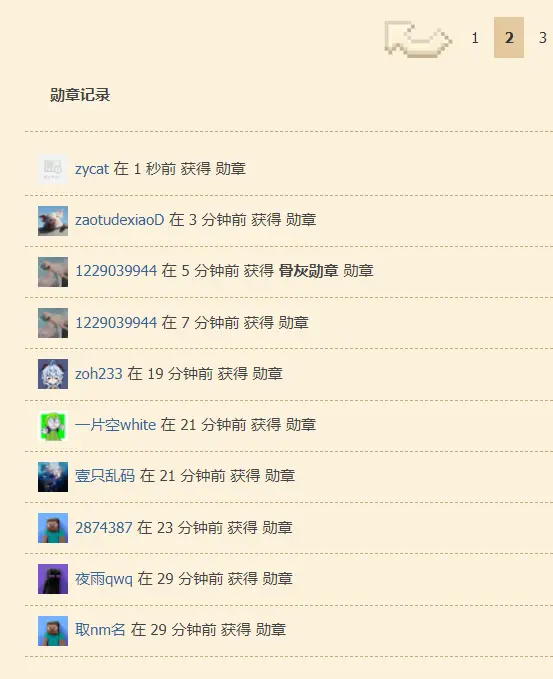 1 2 3
勋章记录
zycat 在 1 秒前 获得 勋章
zaotudexiaoD 在 3 分钟前 获得 勋章
1229039944 在 5 分钟前 获得 骨灰勋章 勋章
1229039944 在 7 分钟前 获得 勋章
zoh233 在 19 分钟前 获得 勋章
一片空white 在 21 分钟前 获得 勋章
壹只乱码 在 21 分钟前 获得 勋章
2874387 在 23 分钟前 获得 勋章
夜雨qwq 在 29 分钟前 获得 勋章
取nm名 在 29 分钟前 获得 勋章